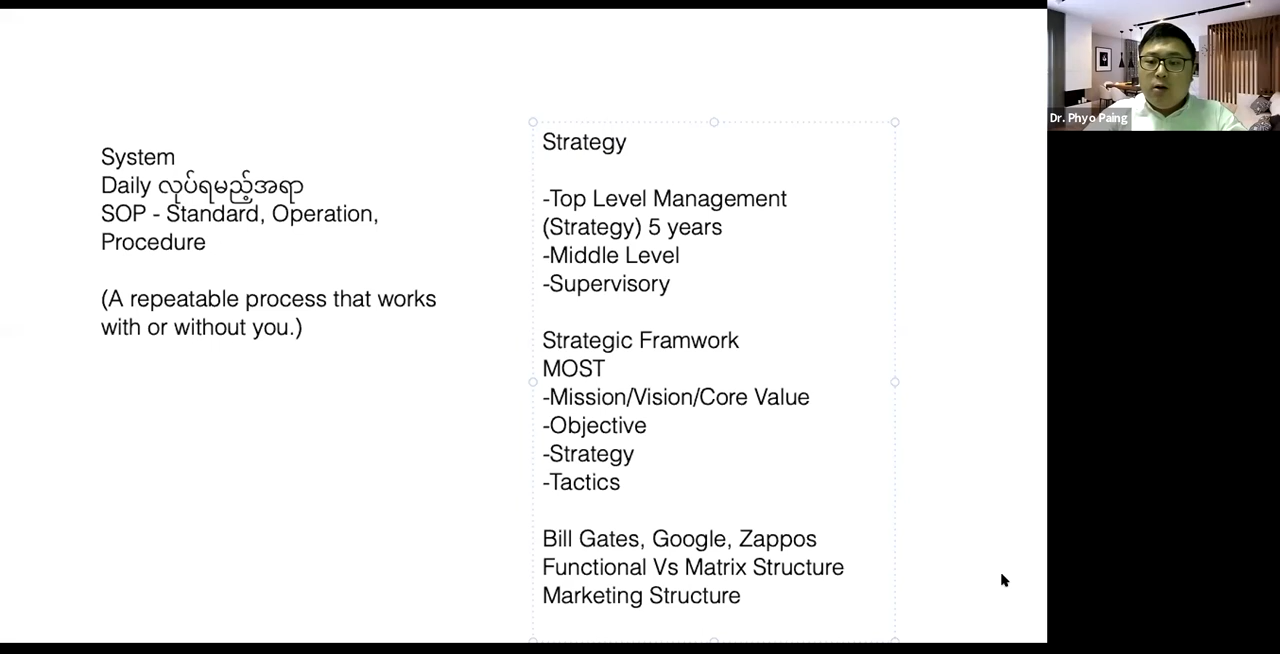 System
Daily လုပ်ရမည့်အရာ
SOP - Standard, Operation,
Procedure
(A repeatable process that works
with or without you.)
Strategy
-Top Level Management
(Strategy) 5 years
-Middle Level
-Supervisory
Strategic Framwork
MOST
-Mission/Vision/Core Value
-Objective
-Strategy
-Tactics
Bill Gates, Google, Zappos
Functional Vs Matrix Structure
Marketing Structure
Dr. Phyo Paing